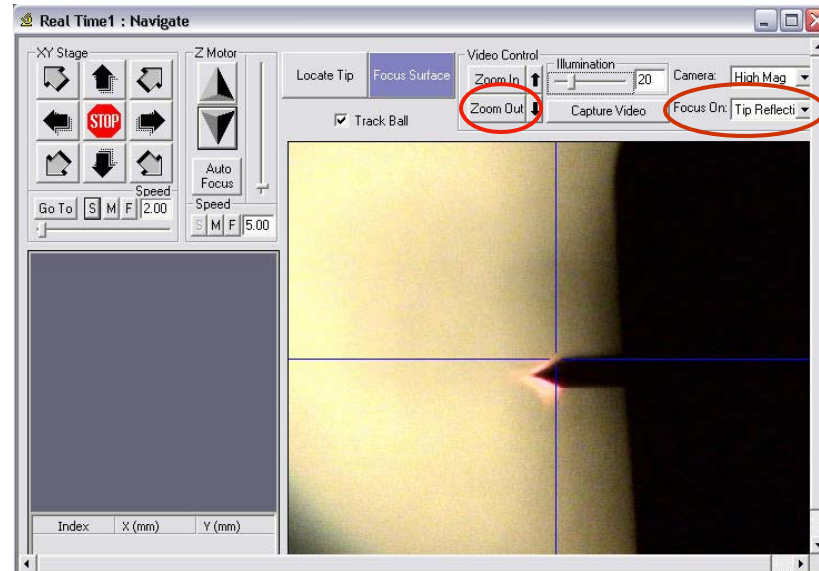 Real Time1 : Navigate
XY Stage
STOP
Speed
Go To S M F 2.00
Z Motor
Auto
Focus
Speed
S M F 5.00
Locate Tip Focus Surface
Track Ball
Video Control
Zoom In
Zoom Out
Illumination
20
Capture Video
Camera: High Mag
Focus On: Tip Reflecti
Index X (mm) Y (mm)